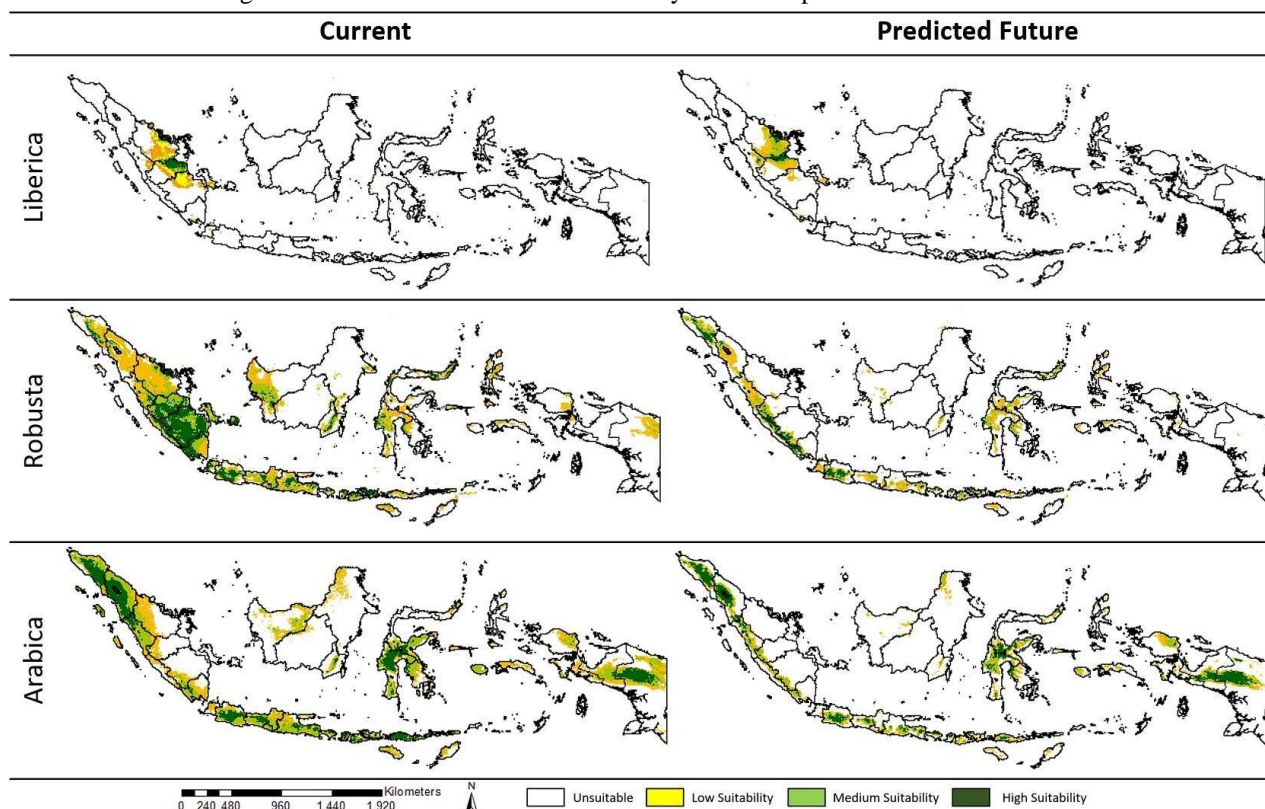 Current Predicted Future
Liberica
Robusta
Arabica
Kilometers
0 240 480 960 1.440 1.920
N
Unsuitable Low Suitability Medium Suitability High Suitability